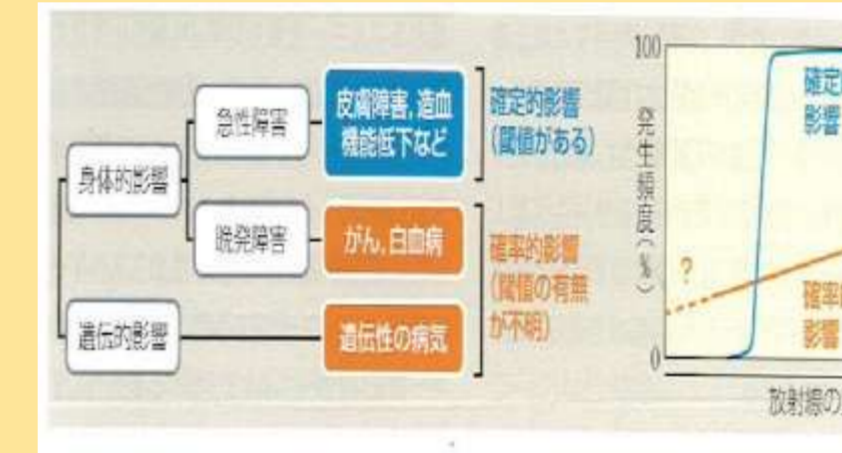 身体的影響
急性障害
皮膚障害, 造血
機能低下など
確定的影響
(閾値がある)
晩発障害
がん, 白血病
確率的影響
(閾値の有無
が不明)
遺伝的影響
遺伝性の病気
100
発生頻度(%)
0
?
確定
影響
確率
影響
放射線の